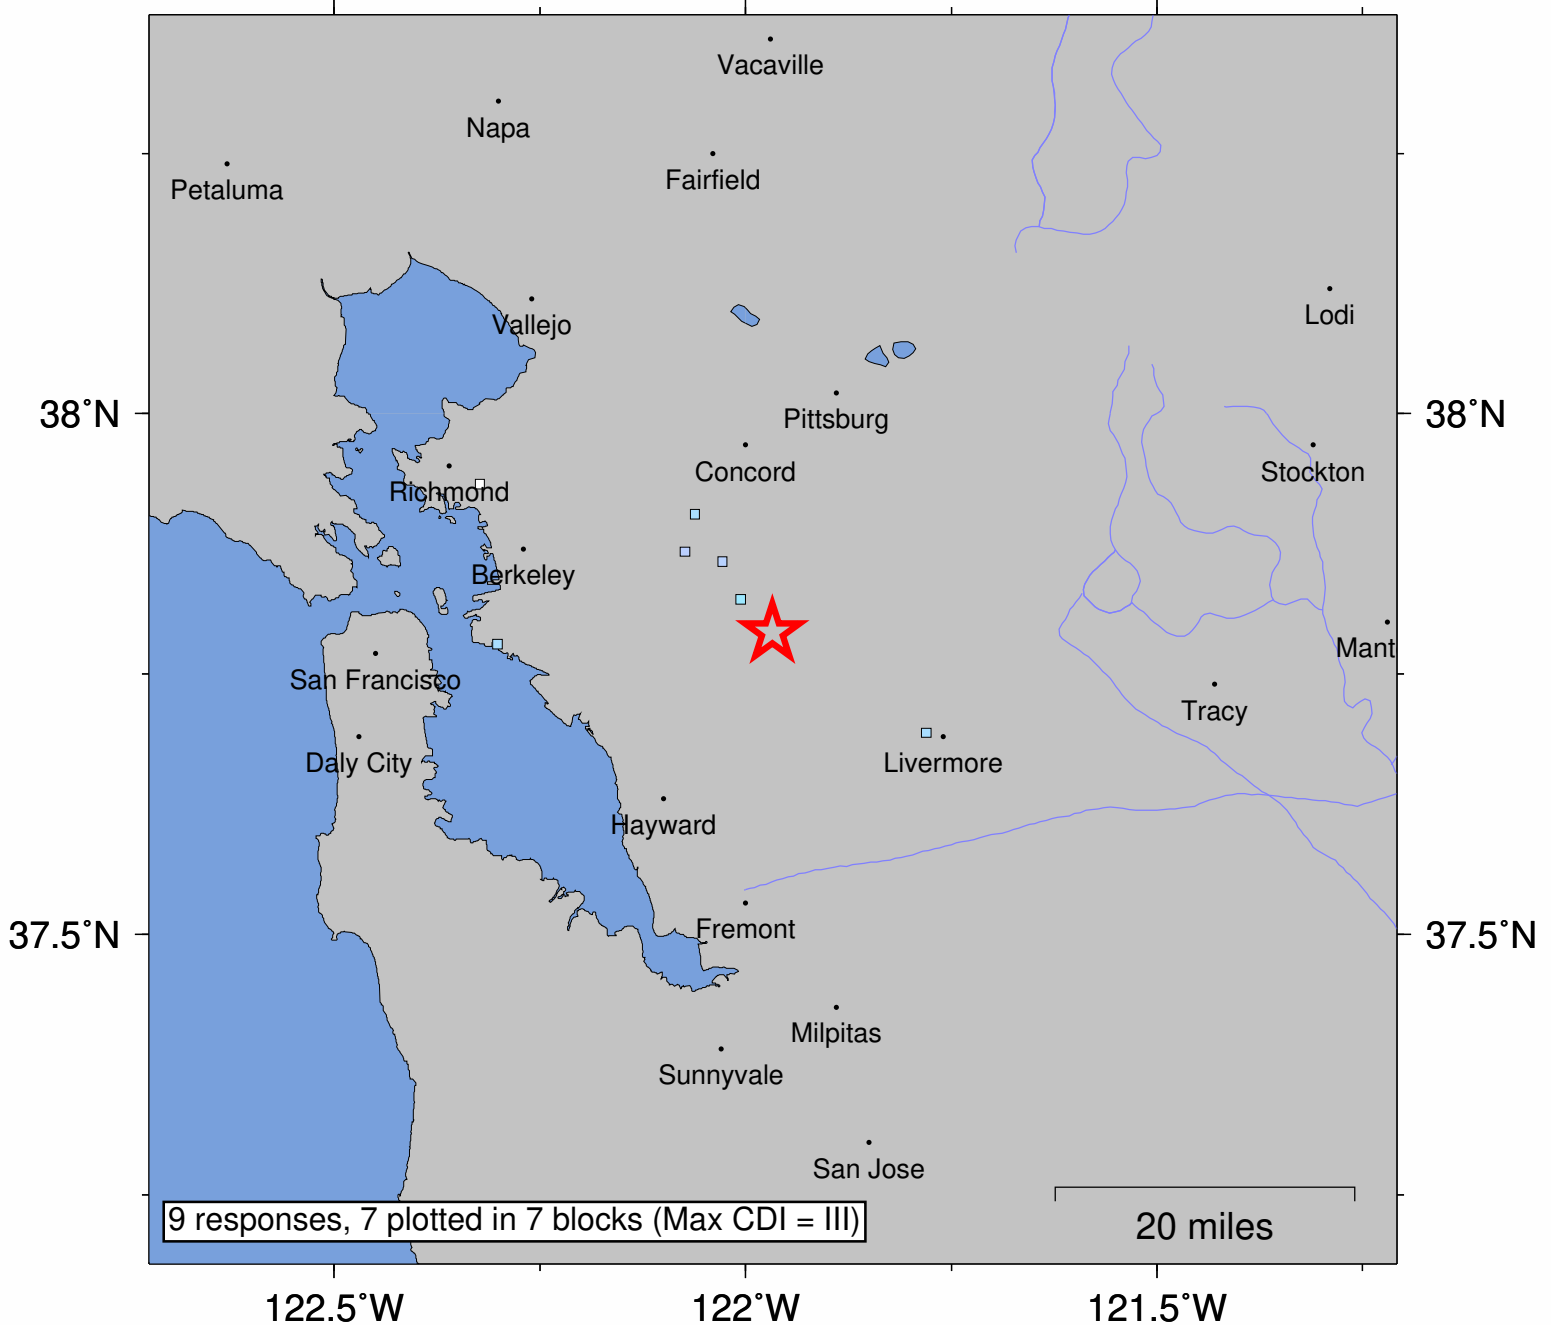 Vacaville
Napa
Fairfield
Petaluma
Lodi
Vallejo
38˚N
Pittsburg
38˚N
Concord
Stockton
Richmond
Berkeley
Mant
San Francisco
Tracy
Daly City
Livermore
Hayward
37.5˚N
Fremont
37.5˚N
Milpitas
Sunnyvale
San Jose
9 responses, 7 plotted in 7 blocks (Max CDI = III)
20 miles
122.5˚W
122˚W
121.5˚W